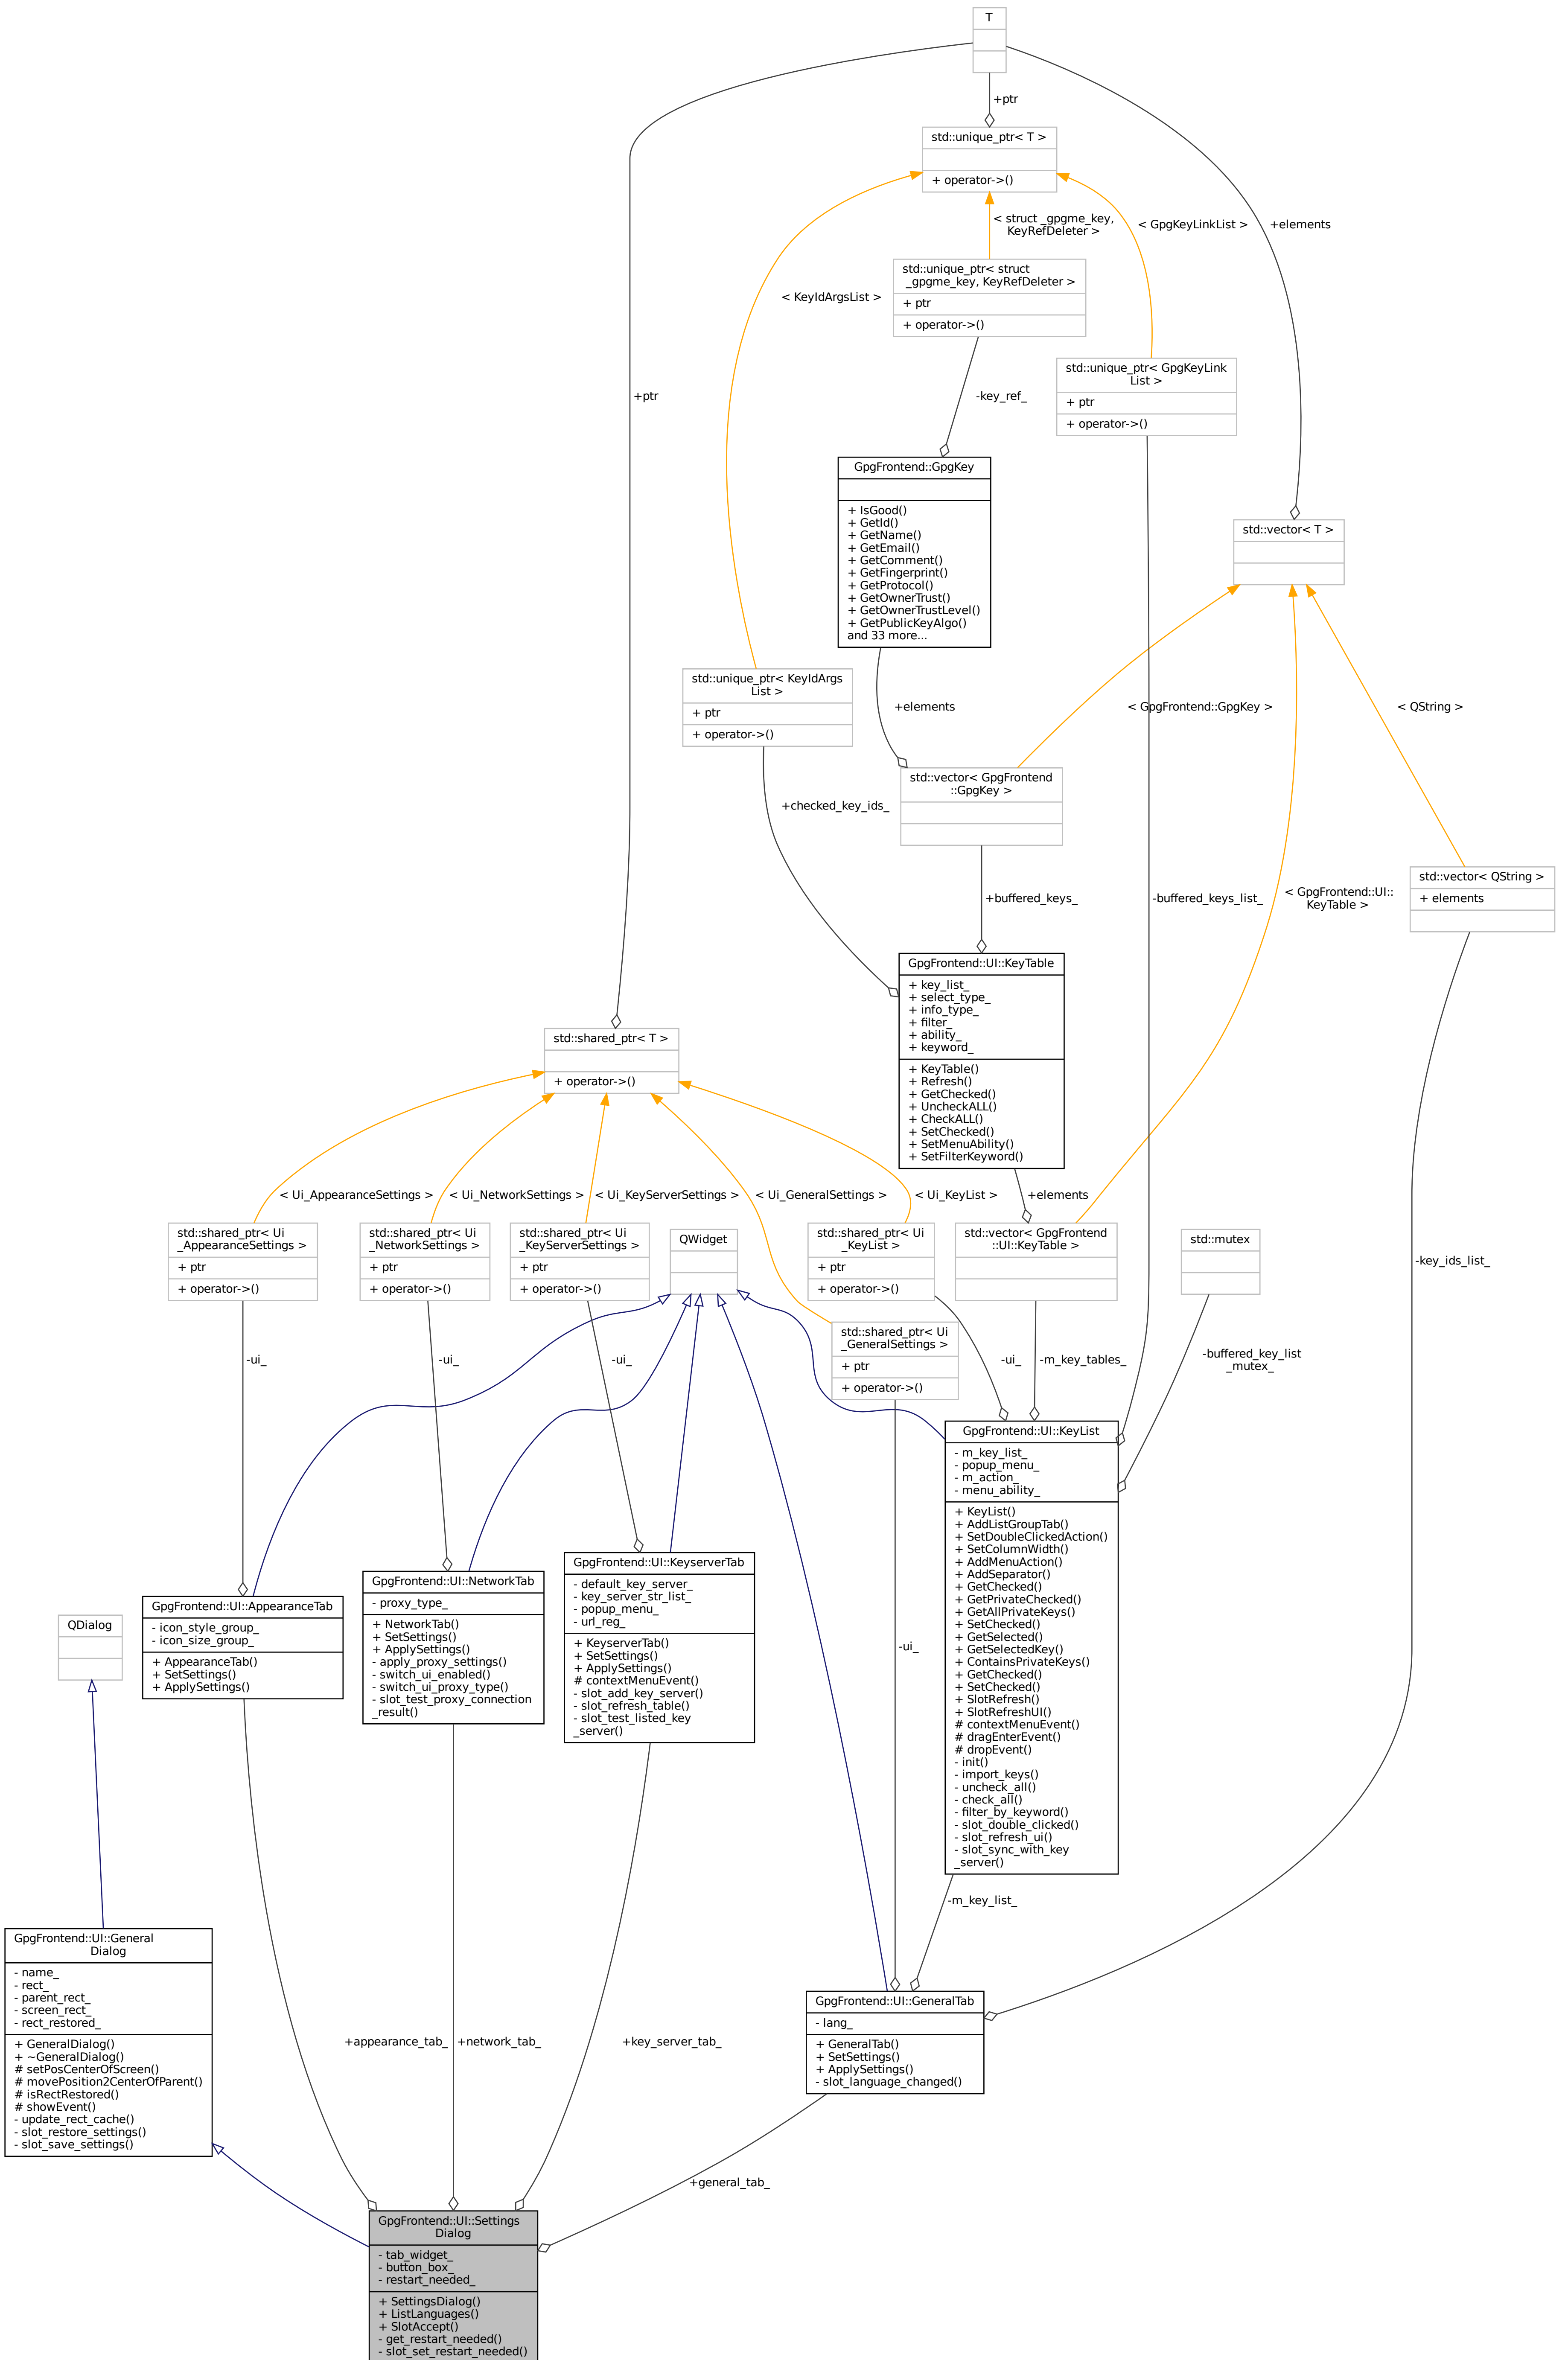 T
+ptr
std::unique_ptr< T >
+ operator->()
< struct _gpgme_key,
KeyRefDeleter >
< GpgKeyLinkList >
+elements
std::unique_ptr< struct
_gpgme_key, KeyRefDeleter >
+ ptr
+ operator->()
< KeyIdArgsList >
std::unique_ptr< GpgKeyLink
List >
+ ptr
+ operator->()
+ptr
-key_ref_
GpgFrontend::GpgKey
+ IsGood()
+ GetId()
+ GetName()
+ GetEmail()
+ GetComment()
+ GetFingerprint()
+ GetProtocol()
+ GetOwnerTrust()
+ GetOwnerTrustLevel()
+ GetPublicKeyAlgo()
and 33 more...
std::vector< T >
std::unique_ptr< KeyIdArgs
List >
+ ptr
+ operator->()
+elements
< GpgFrontend::GpgKey >
< QString >
std::vector< GpgFrontend
::GpgKey >
+checked_key_ids_
+buffered_keys_
-buffered_keys_list_
< GpgFrontend::UI::
KeyTable >
std::vector< QString >
+ elements
GpgFrontend::UI::KeyTable
+ key_list_
+ select_type_
+ info_type_
+ filter_
+ ability_
+ keyword_
+ KeyTable()
+ Refresh()
+ GetChecked()
+ UncheckALL()
+ CheckALL()
+ SetChecked()
+ SetMenuAbility()
+ SetFilterKeyword()
std::shared_ptr< T >
+ operator->()
< Ui_AppearanceSettings >
< Ui_NetworkSettings >
< Ui_KeyServerSettings >
< Ui_GeneralSettings >
< Ui_KeyList >
+elements
std::shared_ptr< Ui
_AppearanceSettings >
+ ptr
+ operator->()
std::shared_ptr< Ui
_NetworkSettings >
+ ptr
+ operator->()
std::shared_ptr< Ui
_KeyServerSettings >
+ ptr
+ operator->()
QWidget
std::shared_ptr< Ui
_KeyList >
+ ptr
+ operator->()
std::vector< GpgFrontend
::UI::KeyTable >
std::mutex
-key_ids_list_
std::shared_ptr< Ui
_GeneralSettings >
+ ptr
+ operator->()
-ui_
-ui_
-ui_
-ui_
-m_key_tables_
-buffered_key_list
_mutex_
GpgFrontend::UI::KeyList
- m_key_list_
- popup_menu_
- m_action_
- menu_ability_
+ KeyList()
+ AddListGroupTab()
+ SetDoubleClickedAction()
+ SetColumnWidth()
+ AddMenuAction()
+ AddSeparator()
+ GetChecked()
+ GetPrivateChecked()
+ GetAllPrivateKeys()
+ SetChecked()
+ GetSelected()
+ GetSelectedKey()
+ ContainsPrivateKeys()
+ GetChecked()
+ SetChecked()
+ SlotRefresh()
+ SlotRefreshUI()
# contextMenuEvent()
# dragEnterEvent()
# dropEvent()
- init()
- import_keys()
- uncheck_all()
- check_all()
- filter_by_keyword()
- slot_double_clicked()
- slot_refresh_ui()
- slot_sync_with_key
_server()
GpgFrontend::UI::KeyserverTab
- default_key_server_
- key_server_str_list_
- popup_menu_
- url_reg_
+ KeyserverTab()
+ SetSettings()
+ ApplySettings()
# contextMenuEvent()
- slot_add_key_server()
- slot_refresh_table()
- slot_test_listed_key
_server()
GpgFrontend::UI::NetworkTab
- proxy_type_
+ NetworkTab()
+ SetSettings()
+ ApplySettings()
- apply_proxy_settings()
- switch_ui_enabled()
- switch_ui_proxy_type()
- slot_test_proxy_connection
_result()
GpgFrontend::UI::AppearanceTab
- icon_style_group_
- icon_size_group_
+ AppearanceTab()
+ SetSettings()
+ ApplySettings()
QDialog
-ui_
-m_key_list_
GpgFrontend::UI::General
Dialog
- name_
- rect_
- parent_rect_
- screen_rect_
- rect_restored_
+ GeneralDialog()
+ ~GeneralDialog()
# setPosCenterOfScreen()
# movePosition2CenterOfParent()
# isRectRestored()
# showEvent()
- update_rect_cache()
- slot_restore_settings()
- slot_save_settings()
GpgFrontend::UI::GeneralTab
- lang_
+ GeneralTab()
+ SetSettings()
+ ApplySettings()
- slot_language_changed()
+appearance_tab_
+network_tab_
+key_server_tab_
+general_tab_
GpgFrontend::UI::Settings
Dialog
- tab_widget_
- button_box_
- restart_needed_
+ SettingsDialog()
+ ListLanguages()
+ SlotAccept()
- get_restart_needed()
- slot_set_restart_needed()